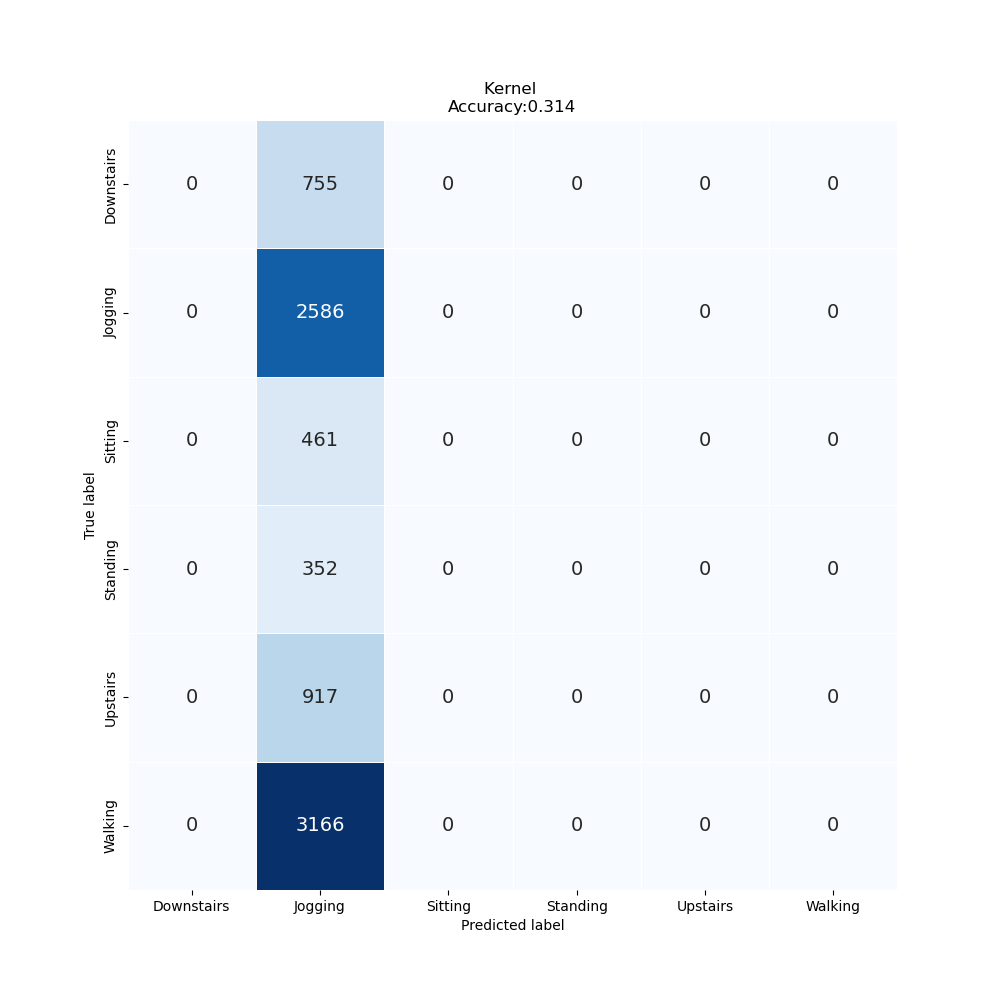 Kernel
Accuracy:0.314
Downstairs
0 755 0 0 0 0
Jogging
0 2586 0 0 0 0
Sitting
0 461 0 0 0 0
True label
Standing
0 352 0 0 0 0
Upstairs
0 917 0 0 0 0
Walking
0 3166 0 0 0 0
Downstairs Jogging Sitting Standing Upstairs Walking
Predicted label